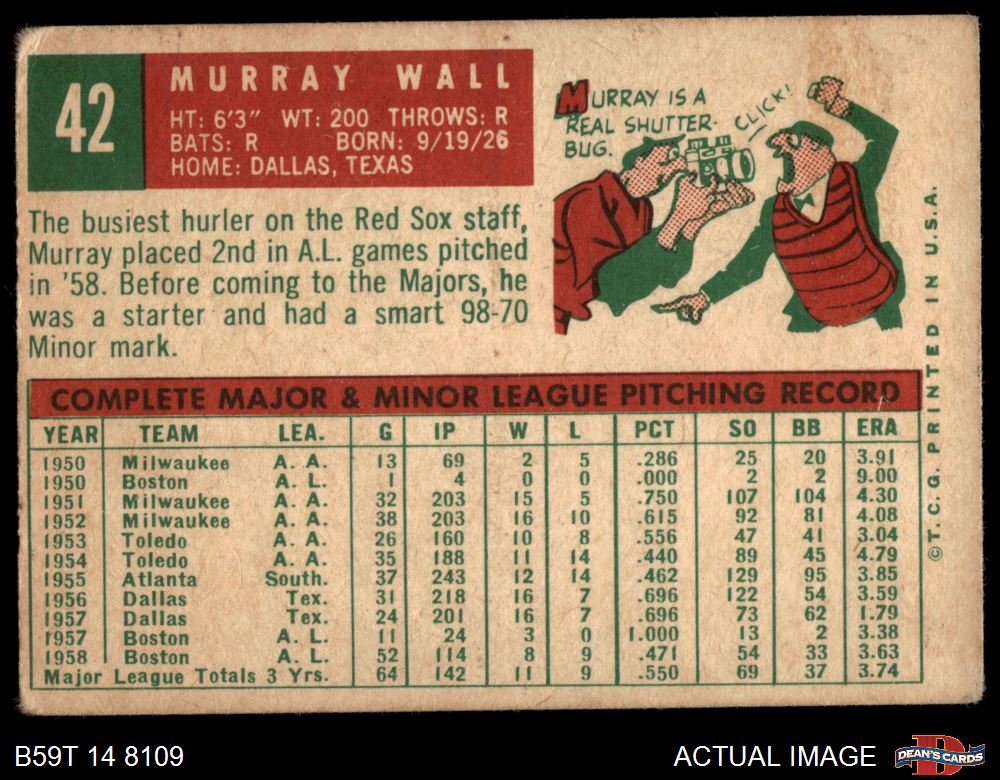 42
MURRAY WALL
HT: 6'3" WT: 200 THROWS: R
BATS: R BORN: 9/19/26
HOME: DALLAS, TEXAS
The busiest hurler on the Red Sox staff,
Murray placed 2nd in A.L. games pitched
in '58. Before coming to the Majors, he
was a starter and had a smart 98-70
Minor mark.
MURRAY IS A
REAL SHUTTER-
BUG.
CLICK!
COMPLETE MAJOR & MINOR LEAGUE PITCHING RECORD
YEAR TEAM LEA. G IP W L PCT SO BB ERA
1950 Milwaukee A. A. 13 69 2 5 .286 25 20 3.91
1950 Boston A. L. 1 4 0 0 .000 2 2 9.00
1951 Milwaukee A. A. 32 203 15 5 .750 107 104 4.30
1952 Milwaukee A. A. 38 203 16 10 .615 92 81 4.08
1953 Toledo A. A. 26 160 10 8 .556 47 41 3.04
1954 Toledo A. A. 35 188 11 14 .440 89 45 4.79
1955 Atlanta South. 37 243 12 14 .462 129 95 3.85
1956 Dallas Tex. 31 218 16 7 .696 122 54 3.59
1957 Dallas Tex. 24 201 16 7 .696 73 62 1.79
1957 Boston A. L. 11 24 3 0 1.000 13 2 3.38
1958 Boston A. L. 52 114 8 9 .471 54 33 3.63
Major League Totals 3 Yrs. 64 142 11 9 .550 69 37 3.74
©T.C.G. PRINTED IN U.S.A.
B59T 14 8109
ACTUAL IMAGE
DEAN'S CARDS